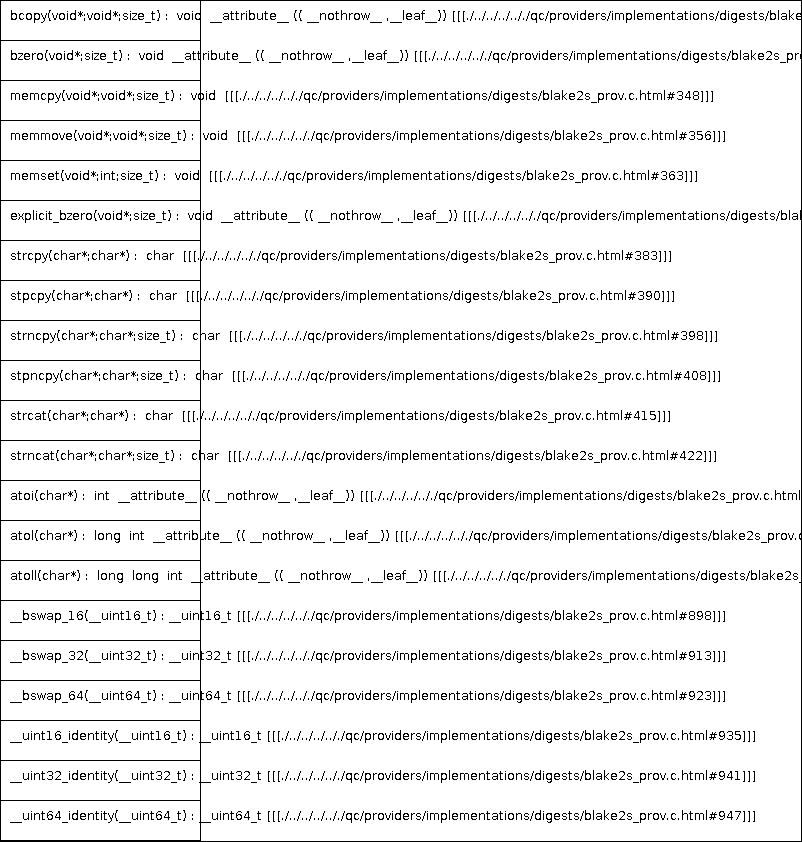 bcopy(void*;void*;size_t) : void __attribute__ (( __nothrow__ ,__leaf__)) [[[./../../../../../qc/providers/implementations/digests/blake
bzero(void*;size_t) : void __attribute__ (( __nothrow__ ,__leaf__)) [[[./../../../../../qc/providers/implementations/digests/blake2s_pr
memcpy(void*;void*;size_t) : void [[[./../../../../../qc/providers/implementations/digests/blake2s_prov.c.html#348]]]
memmove(void*;void*;size_t) : void [[[./../../../../../qc/providers/implementations/digests/blake2s_prov.c.html#356]]]
memset(void*;int;size_t) : void [[[./../../../../../qc/providers/implementations/digests/blake2s_prov.c.html#363]]]
explicit_bzero(void*;size_t) : void __attribute__ (( __nothrow__ ,__leaf__)) [[[./../../../../../qc/providers/implementations/digests/bla
strcpy(char*;char*) : char [[[./../../../../../qc/providers/implementations/digests/blake2s_prov.c.html#383]]]
stpcpy(char*;char*) : char [[[./../../../../../qc/providers/implementations/digests/blake2s_prov.c.html#390]]]
strncpy(char*;char*;size_t) : char [[[./../../../../../qc/providers/implementations/digests/blake2s_prov.c.html#398]]]
stpncpy(char*;char*;size_t) : char [[[./../../../../../qc/providers/implementations/digests/blake2s_prov.c.html#408]]]
strcat(char*;char*) : char [[[./../../../../../qc/providers/implementations/digests/blake2s_prov.c.html#415]]]
strncat(char*;char*;size_t) : char [[[./../../../../../qc/providers/implementations/digests/blake2s_prov.c.html#422]]]
atoi(char*) : int __attribute__ (( __nothrow__ ,__leaf__)) [[[./../../../../../qc/providers/implementations/digests/blake2s_prov.c.html
atol(char*) : long int __attribute__ (( __nothrow__ ,__leaf__)) [[[./../../../../../qc/providers/implementations/digests/blake2s_prov.c
atoll(char*) : long long int __attribute__ (( __nothrow__ ,__leaf__)) [[[./../../../../../qc/providers/implementations/digests/blake2s_
__bswap_16(__uint16_t) : __uint16_t [[[./../../../../../qc/providers/implementations/digests/blake2s_prov.c.html#898]]]
__bswap_32(__uint32_t) : __uint32_t [[[./../../../../../qc/providers/implementations/digests/blake2s_prov.c.html#913]]]
__bswap_64(__uint64_t) : __uint64_t [[[./../../../../../qc/providers/implementations/digests/blake2s_prov.c.html#923]]]
__uint16_identity(__uint16_t) : __uint16_t [[[./../../../../../qc/providers/implementations/digests/blake2s_prov.c.html#935]]]
__uint32_identity(__uint32_t) : __uint32_t [[[./../../../../../qc/providers/implementations/digests/blake2s_prov.c.html#941]]]
__uint64_identity(__uint64_t) : __uint64_t [[[./../../../../../qc/providers/implementations/digests/blake2s_prov.c.html#947]]]